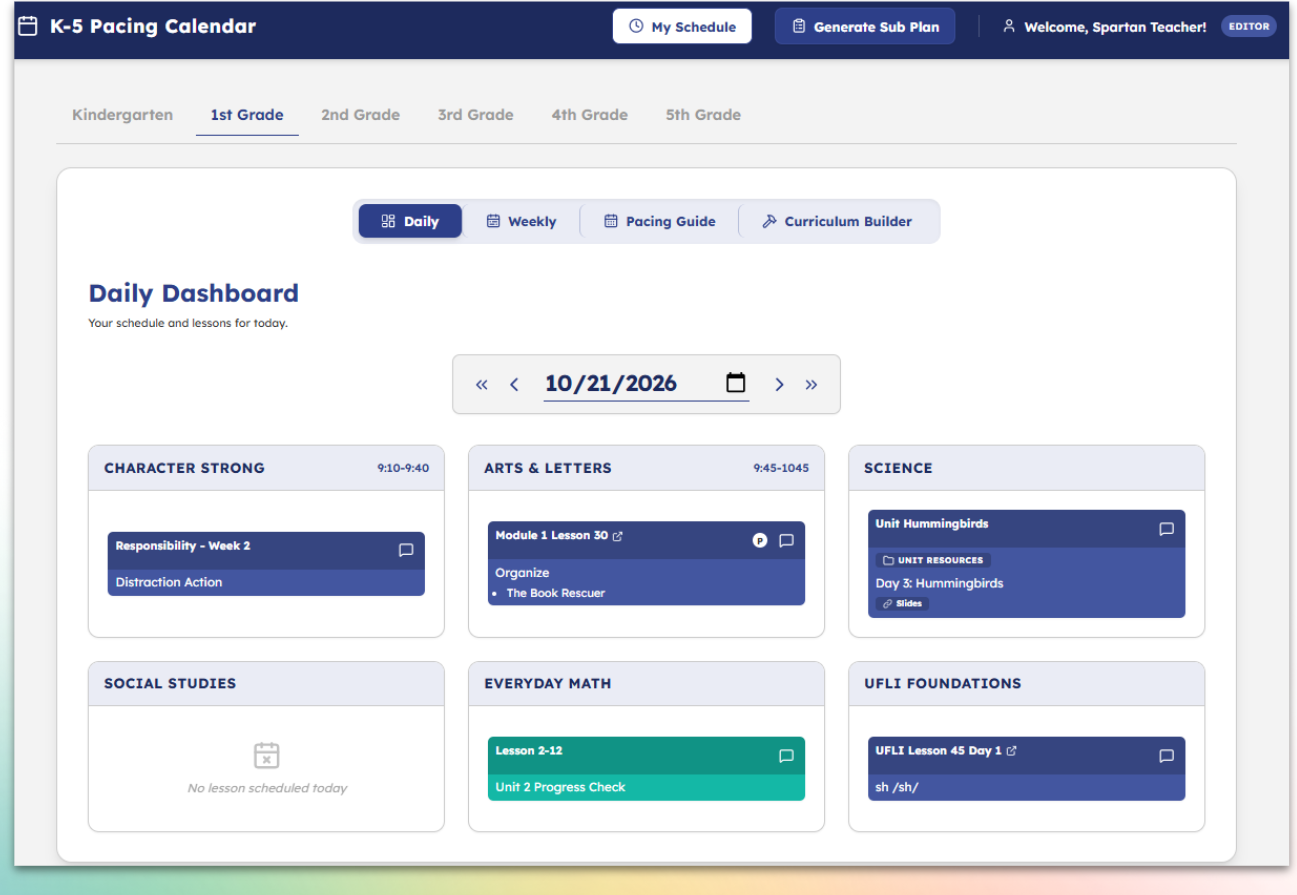 K-5 Pacing Calendar
My Schedule
Generate Sub Plan
Welcome, Spartan Teacher!
EDITOR
Kindergarten
1st Grade
2nd Grade
3rd Grade
4th Grade
5th Grade
Daily
Weekly
Pacing Guide
Curriculum Builder
Daily Dashboard
Your schedule and lessons for today.
« ‹ 10/21/2026 › »
CHARACTER STRONG
9:10-9:40
Responsibility - Week 2
Distraction Action
ARTS & LETTERS
9:45-1045
Module 1 Lesson 30
P
Organize
• The Book Rescuer
SCIENCE
Unit Hummingbirds
UNIT RESOURCES
Day 3: Hummingbirds
Slides
SOCIAL STUDIES
No lesson scheduled today
EVERYDAY MATH
Lesson 2-12
Unit 2 Progress Check
UFLI FOUNDATIONS
UFLI Lesson 45 Day 1
sh /sh/